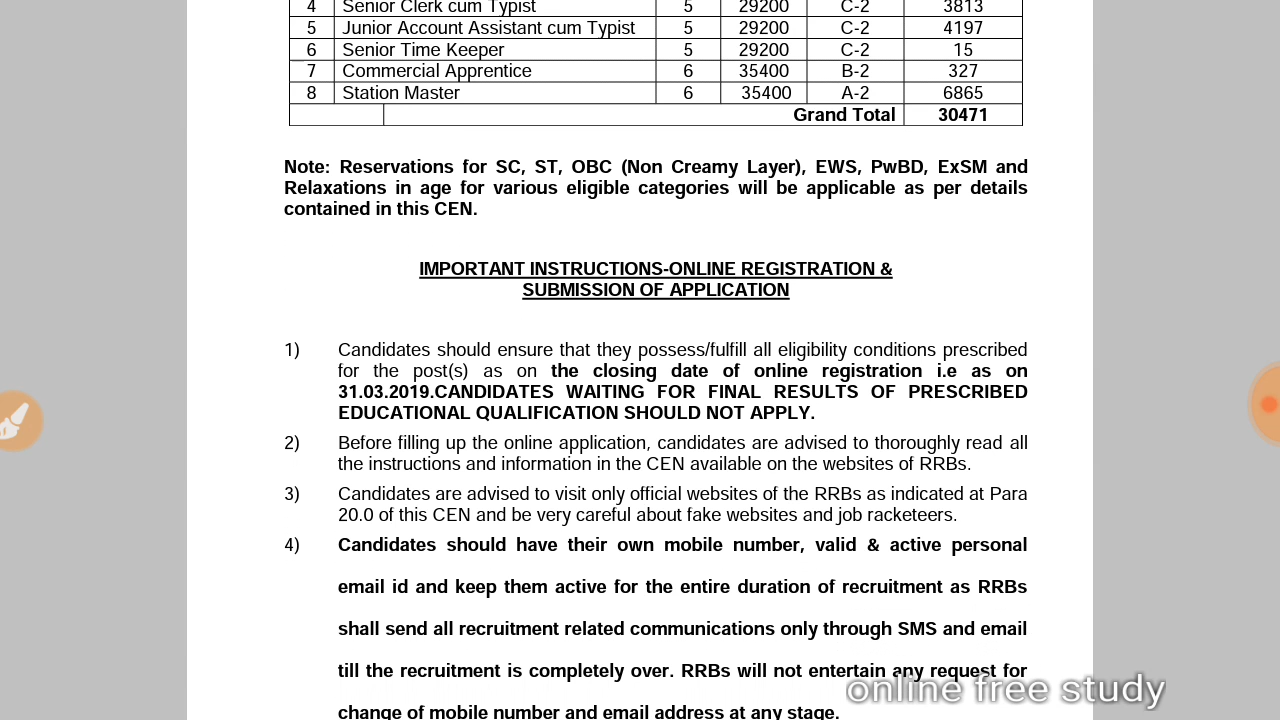 4 Senior Clerk cum Typist 5 29200 C-2 3813
5 Junior Account Assistant cum Typist 5 29200 C-2 4197
6 Senior Time Keeper 5 29200 C-2 15
7 Commercial Apprentice 6 35400 B-2 327
8 Station Master 6 35400 A-2 6865
Grand Total 30471
Note: Reservations for SC, ST, OBC (Non Creamy Layer), EWS, PwBD, ExSM and
Relaxations in age for various eligible categories will be applicable as per details
contained in this CEN.
IMPORTANT INSTRUCTIONS-ONLINE REGISTRATION &
SUBMISSION OF APPLICATION
1) Candidates should ensure that they possess/fulfill all eligibility conditions prescribed
for the post(s) as on the closing date of online registration i.e as on
31.03.2019.CANDIDATES WAITING FOR FINAL RESULTS OF PRESCRIBED
EDUCATIONAL QUALIFICATION SHOULD NOT APPLY.
2) Before filling up the online application, candidates are advised to thoroughly read all
the instructions and information in the CEN available on the websites of RRBs.
3) Candidates are advised to visit only official websites of the RRBs as indicated at Para
20.0 of this CEN and be very careful about fake websites and job racketeers.
4) Candidates should have their own mobile number, valid & active personal
email id and keep them active for the entire duration of recruitment as RRBs
shall send all recruitment related communications only through SMS and email
till the recruitment is completely over. RRBs will not entertain any request for
change of mobile number and email address at any stage.
online free study